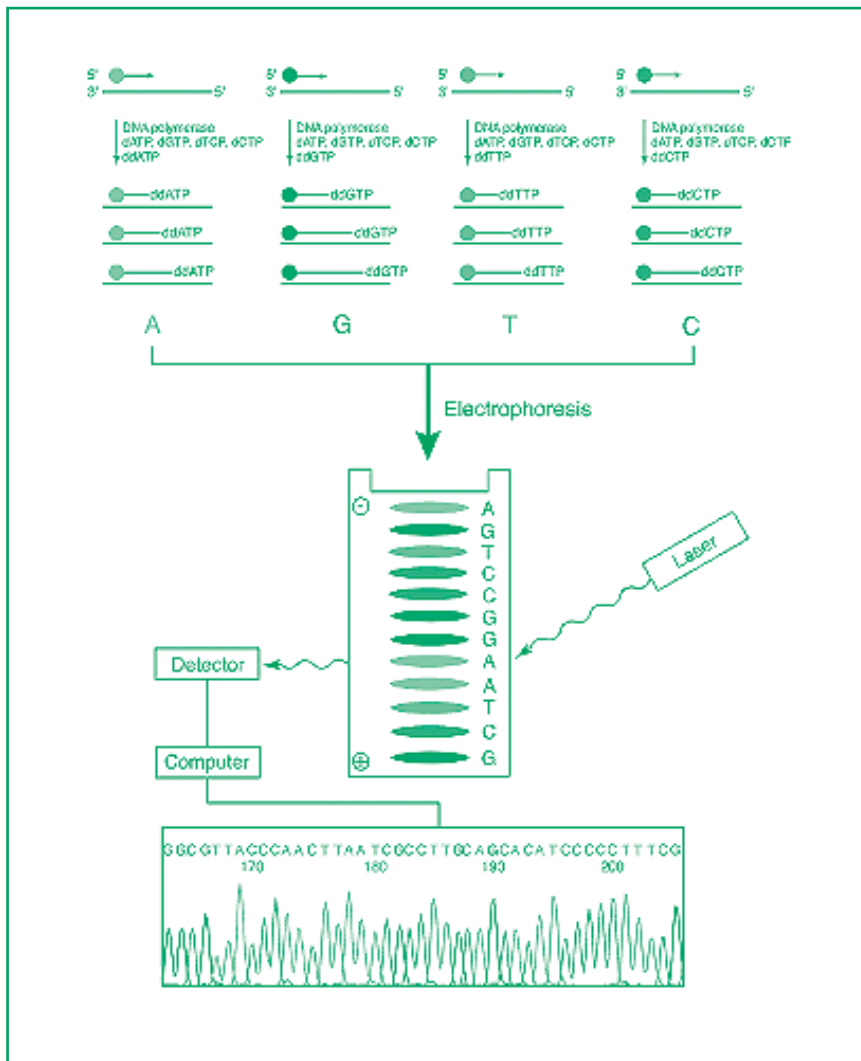 5' 5' 5' 5'
3' 5' 3' 5' 3' 5' 3' 5'
DNA polymerase DNA polymerase DNA polymerase DNA polymerase
dATP, dGTP, dTCP, dCTP dATP, dGTP, dTCP, dCTP dATP, dGTP, dTCP, dCTP dATP, dGTP, dTCP, dCTP
ddATP ddGTP ddTTP ddCTP
ddATP ddGTP ddTTP ddCTP
ddATP ddGTP ddTTP ddCTP
ddATP ddGTP ddTTP ddCTP
A G T C
Electrophoresis
- A
G
T
C
C
G
G
A
A
T
C
+ G
Laser
Detector
Computer
GGCGTTACCCAACTTAATCGCCTTGCAGCACATCCCCCTTTCG
170 180 190 200